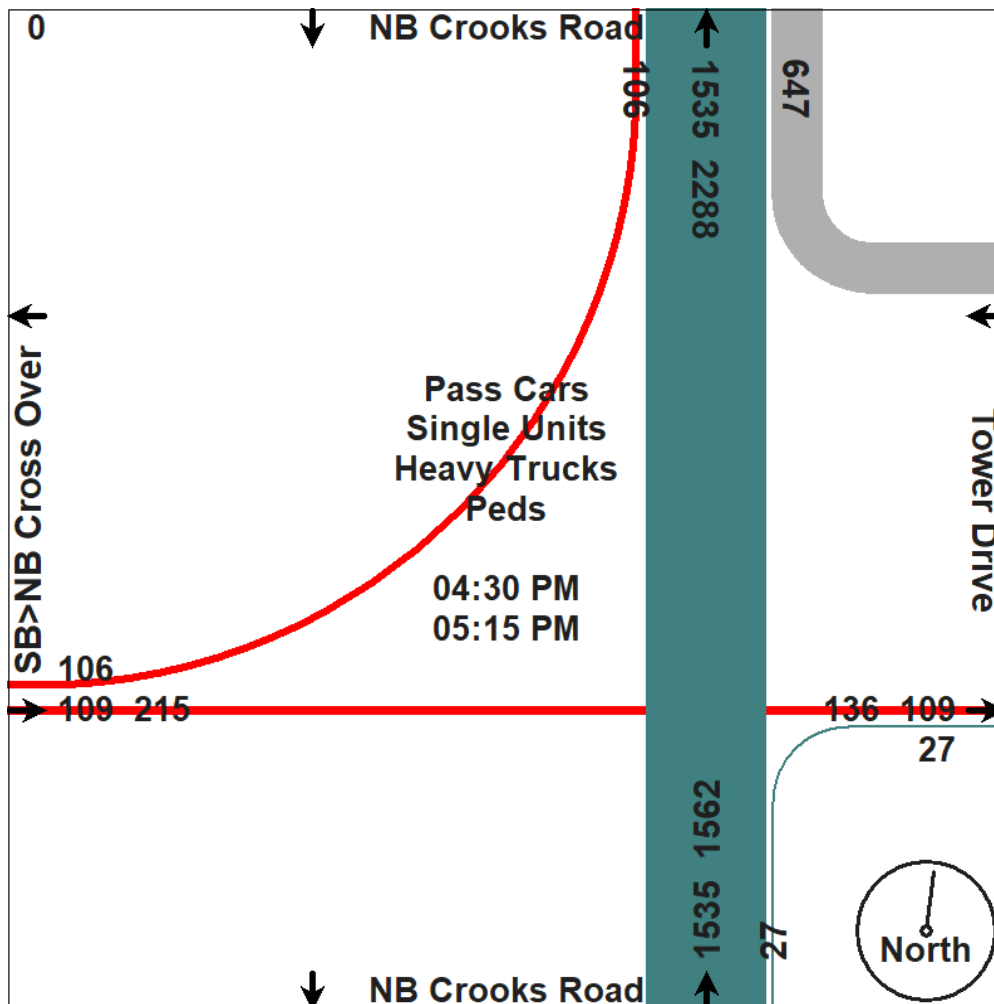 0
NB Crooks Road
106
1535 2288
647
SB>NB Cross Over
Pass Cars
Single Units
Heavy Trucks
Peds
04:30 PM
05:15 PM
Tower Drive
106
109 215
136 109
27
1535 1562
27
North
NB Crooks Road